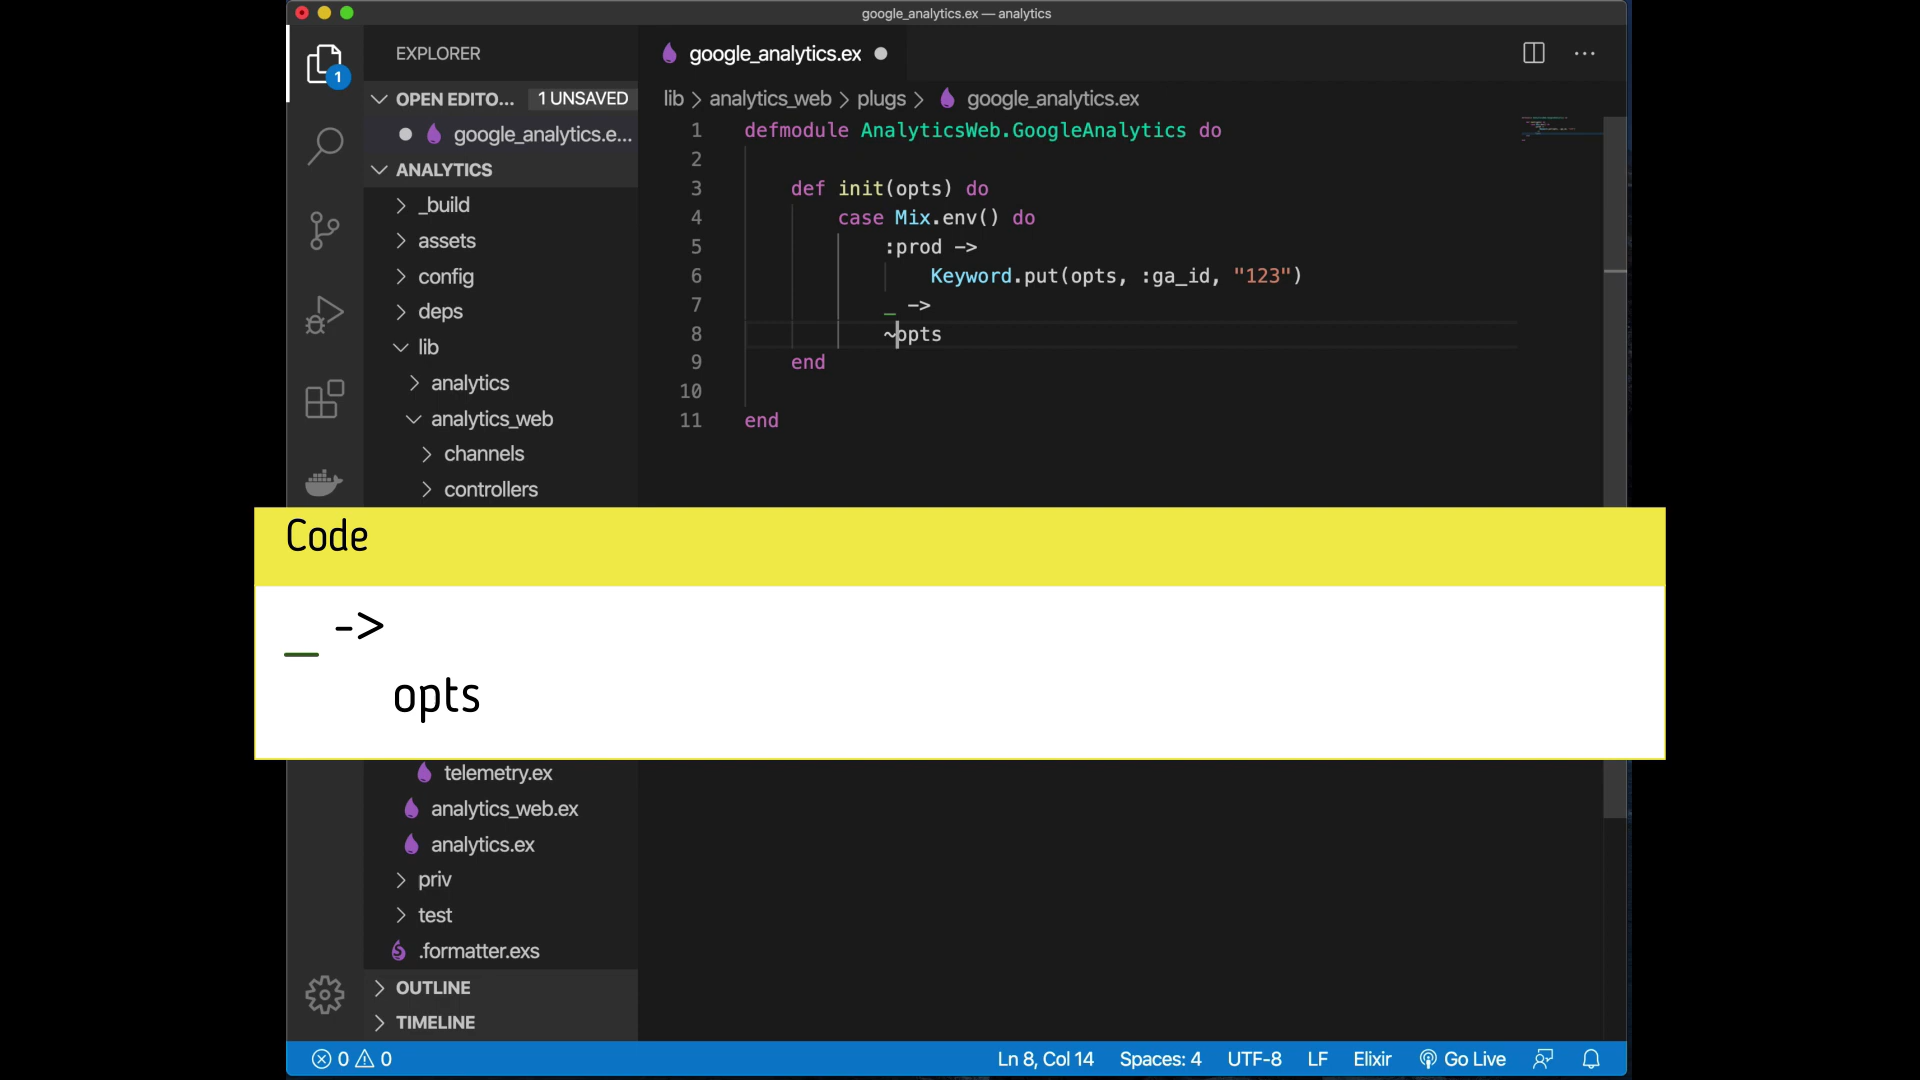 google_analytics.ex — analytics
EXPLORER
google_analytics.ex
OPEN EDITO... 1 UNSAVED
lib > analytics_web > plugs > google_analytics.ex
google_analytics.e...
ANALYTICS
_build
assets
config
deps
lib
analytics
analytics_web
channels
controllers
1 defmodule AnalyticsWeb.GoogleAnalytics do
2
3 def init(opts) do
4 case Mix.env() do
5 :prod ->
6 Keyword.put(opts, :ga_id, "123")
7 _ ->
8 ~opts
9 end
10
11 end
1
Code
_ ->
opts
telemetry.ex
analytics_web.ex
analytics.ex
priv
test
.formatter.exs
OUTLINE
TIMELINE
0 0 Ln 8, Col 14 Spaces: 4 UTF-8 LF Elixir Go Live